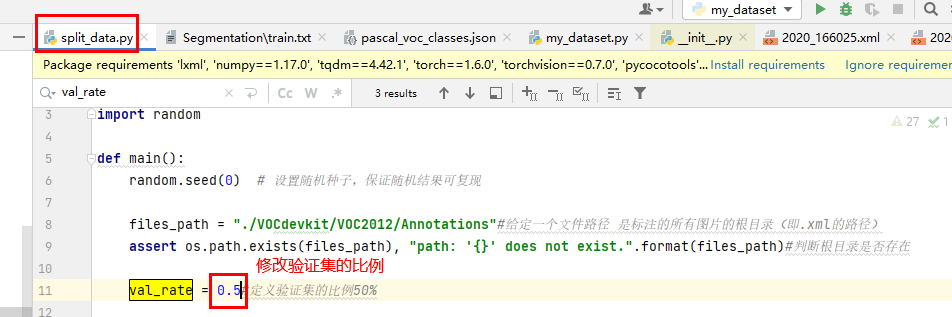 my_dataset
split_data.py
Segmentation\train.txt
pascal_voc_classes.json
my_dataset.py
__init__.py
2020_166025.xml
2020
Package requirements 'lxml', 'numpy==1.17.0', 'tqdm==4.42.1', 'torch==1.6.0', 'torchvision==0.7.0', 'pycocotools'... Install requirements Ignore requiremen
val_rate
Cc W .* 3 results
3 import random
27 1
4
5 def main():
6 random.seed(0) # 设置随机种子，保证随机结果可复现
7
8 files_path = "./VOCdevkit/VOC2012/Annotations"#给定一个文件路径 是标注的所有图片的根目录（即.xml的路径）
9 assert os.path.exists(files_path), "path: '{}' does not exist.".format(files_path)#判断根目录是否存在
10
修改验证集的比例
11 val_rate = 0.5#定义验证集的比例50%
12